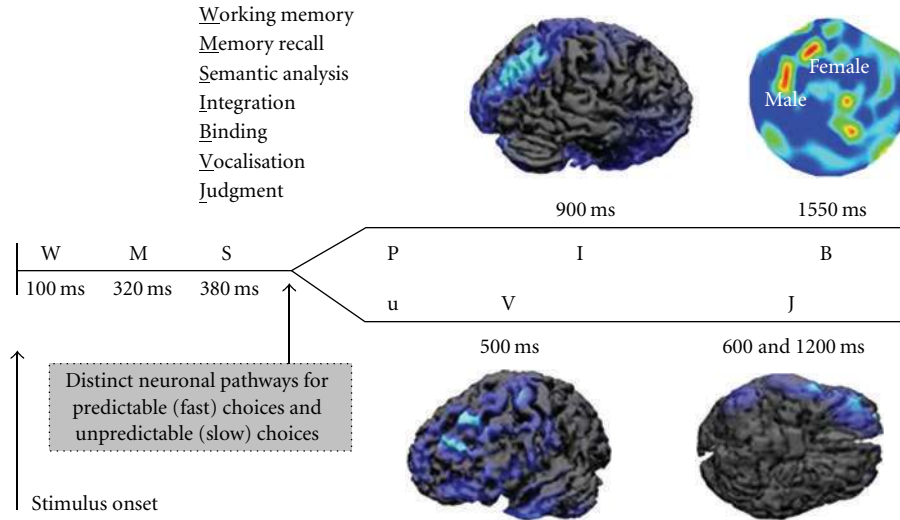 Working memory
Memory recall
Semantic analysis
Integration
Binding
Vocalisation
Judgment
Female
Male
900 ms
1550 ms
W M S P I B
100 ms 320 ms 380 ms
u V J
500 ms
600 and 1200 ms
Distinct neuronal pathways for
predictable (fast) choices and
unpredictable (slow) choices
Stimulus onset